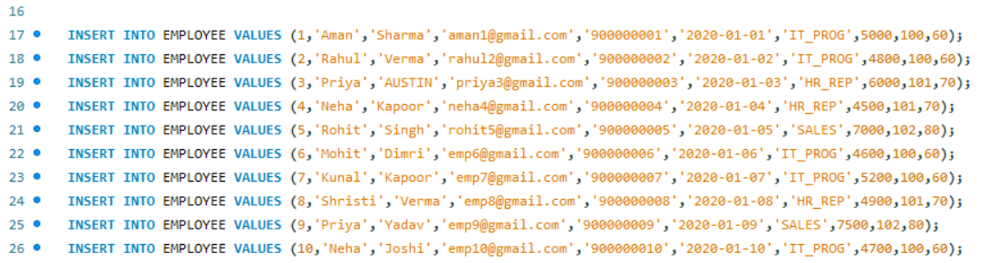 16
17 INSERT INTO EMPLOYEE VALUES (1,'Aman','Sharma','aman1@gmail.com','900000001','2020-01-01','IT_PROG',5000,100,60);
18 INSERT INTO EMPLOYEE VALUES (2,'Rahul','Verma','rahul2@gmail.com','900000002','2020-01-02','IT_PROG',4800,100,60);
19 INSERT INTO EMPLOYEE VALUES (3,'Priya','AUSTIN','priya3@gmail.com','900000003','2020-01-03','HR_REP',6000,101,70);
20 INSERT INTO EMPLOYEE VALUES (4,'Neha','Kapoor','neha4@gmail.com','900000004','2020-01-04','HR_REP',4500,101,70);
21 INSERT INTO EMPLOYEE VALUES (5,'Rohit','Singh','rohit5@gmail.com','900000005','2020-01-05','SALES',7000,102,80);
22 INSERT INTO EMPLOYEE VALUES (6,'Mohit','Dimri','emp6@gmail.com','900000006','2020-01-06','IT_PROG',4600,100,60);
23 INSERT INTO EMPLOYEE VALUES (7,'Kunal','Kapoor','emp7@gmail.com','900000007','2020-01-07','IT_PROG',5200,100,60);
24 INSERT INTO EMPLOYEE VALUES (8,'Shristi','Verma','emp8@gmail.com','900000008','2020-01-08','HR_REP',4900,101,70);
25 INSERT INTO EMPLOYEE VALUES (9,'Priya','Yadav','emp9@gmail.com','900000009','2020-01-09','SALES',7500,102,80);
26 INSERT INTO EMPLOYEE VALUES (10,'Neha','Joshi','emp10@gmail.com','900000010','2020-01-10','IT_PROG',4700,100,60);